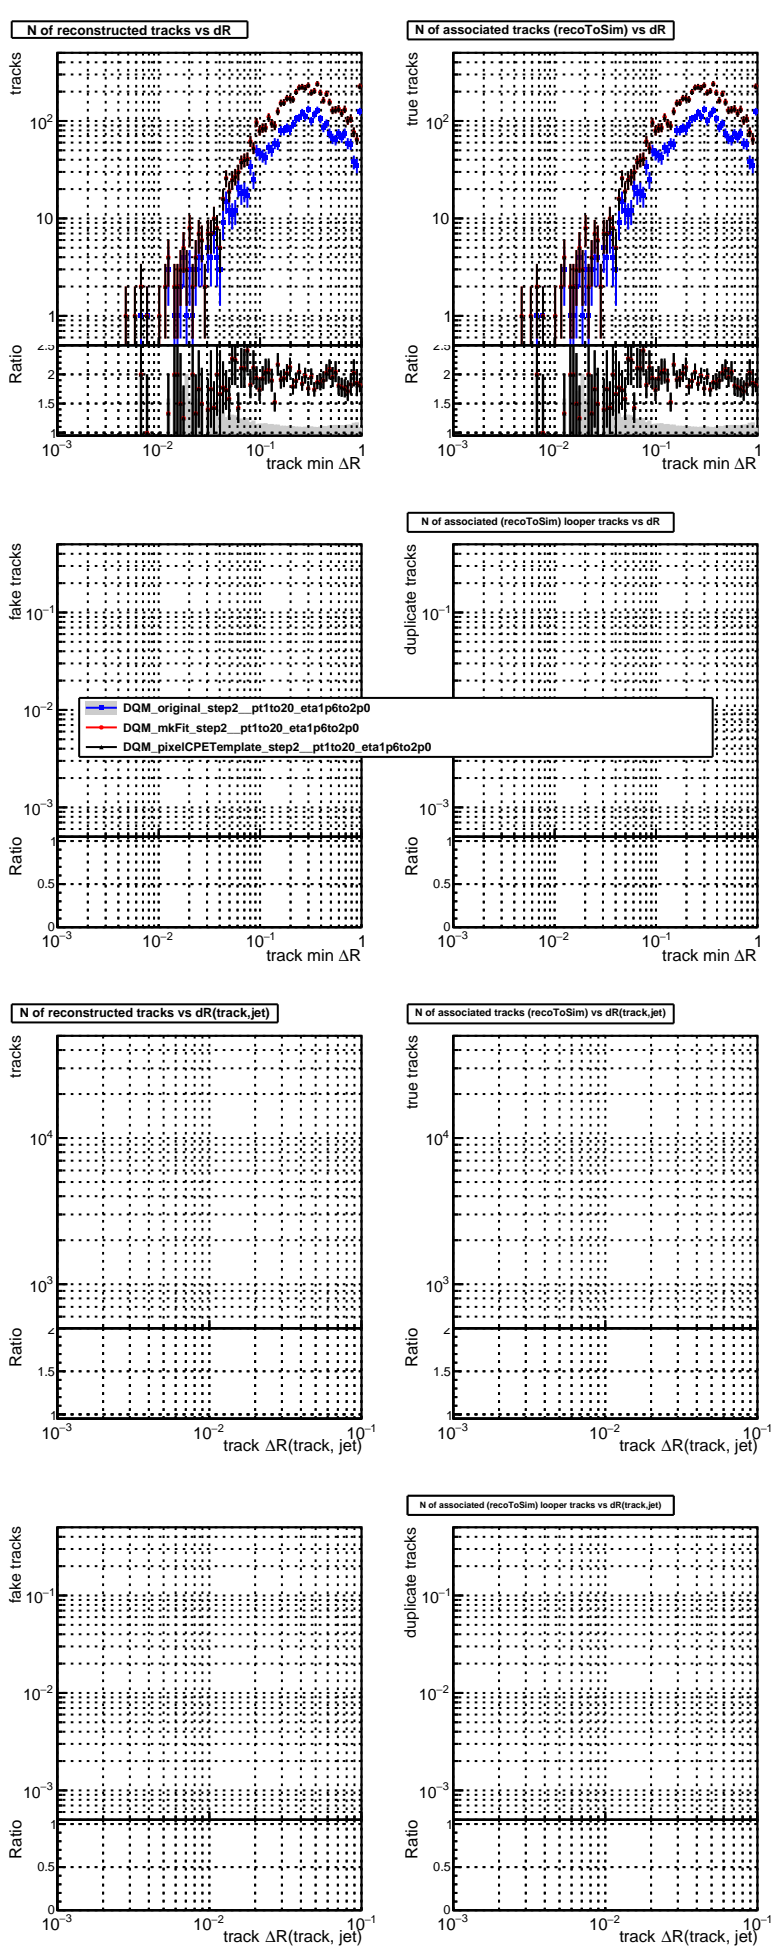 N of reconstructed tracks vs dR
N of associated tracks (recoToSim) vs dR
tracks
10²
10
1
2.5
Ratio
2
1.5
1
10⁻³ 10⁻² 10⁻¹ 1
track min ΔR
true tracks
10²
10
1
2.5
Ratio
2
1.5
1
10⁻³ 10⁻² 10⁻¹ 1
track min ΔR
N of associated (recoToSim) looper tracks vs dR
fake tracks
10⁻¹
10⁻²
10⁻³
Ratio
1
0.5
0
10⁻³ 10⁻² 10⁻¹ 1
track min ΔR
duplicate tracks
10⁻¹
10⁻²
10⁻³
Ratio
1
0.5
0
10⁻³ 10⁻² 10⁻¹ 1
track min ΔR
DQM_original_step2__pt1to20_eta1p6to2p0
DQM_mkFit_step2__pt1to20_eta1p6to2p0
DQM_pixelCPETemplate_step2__pt1to20_eta1p6to2p0
N of reconstructed tracks vs dR(track,jet)
N of associated tracks (recoToSim) vs dR(track,jet)
tracks
10⁴
10³
Ratio
2
1.5
1
10⁻³ 10⁻² 10⁻¹
track ΔR(track, jet)
true tracks
10⁴
10³
Ratio
2
1.5
1
10⁻³ 10⁻² 10⁻¹
track ΔR(track, jet)
N of associated (recoToSim) looper tracks vs dR(track,jet)
fake tracks
10⁻¹
10⁻²
10⁻³
Ratio
1
0.5
0
10⁻³ 10⁻² 10⁻¹
track ΔR(track, jet)
duplicate tracks
10⁻¹
10⁻²
10⁻³
Ratio
1
0.5
0
10⁻³ 10⁻² 10⁻¹
track ΔR(track, jet)